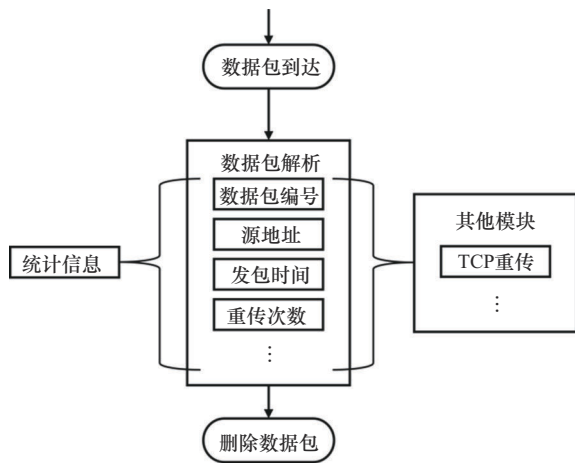 数据包到达
数据包解析
数据包编号
源地址
发包时间
重传次数
⋮
统计信息
其他模块
TCP重传
⋮
删除数据包